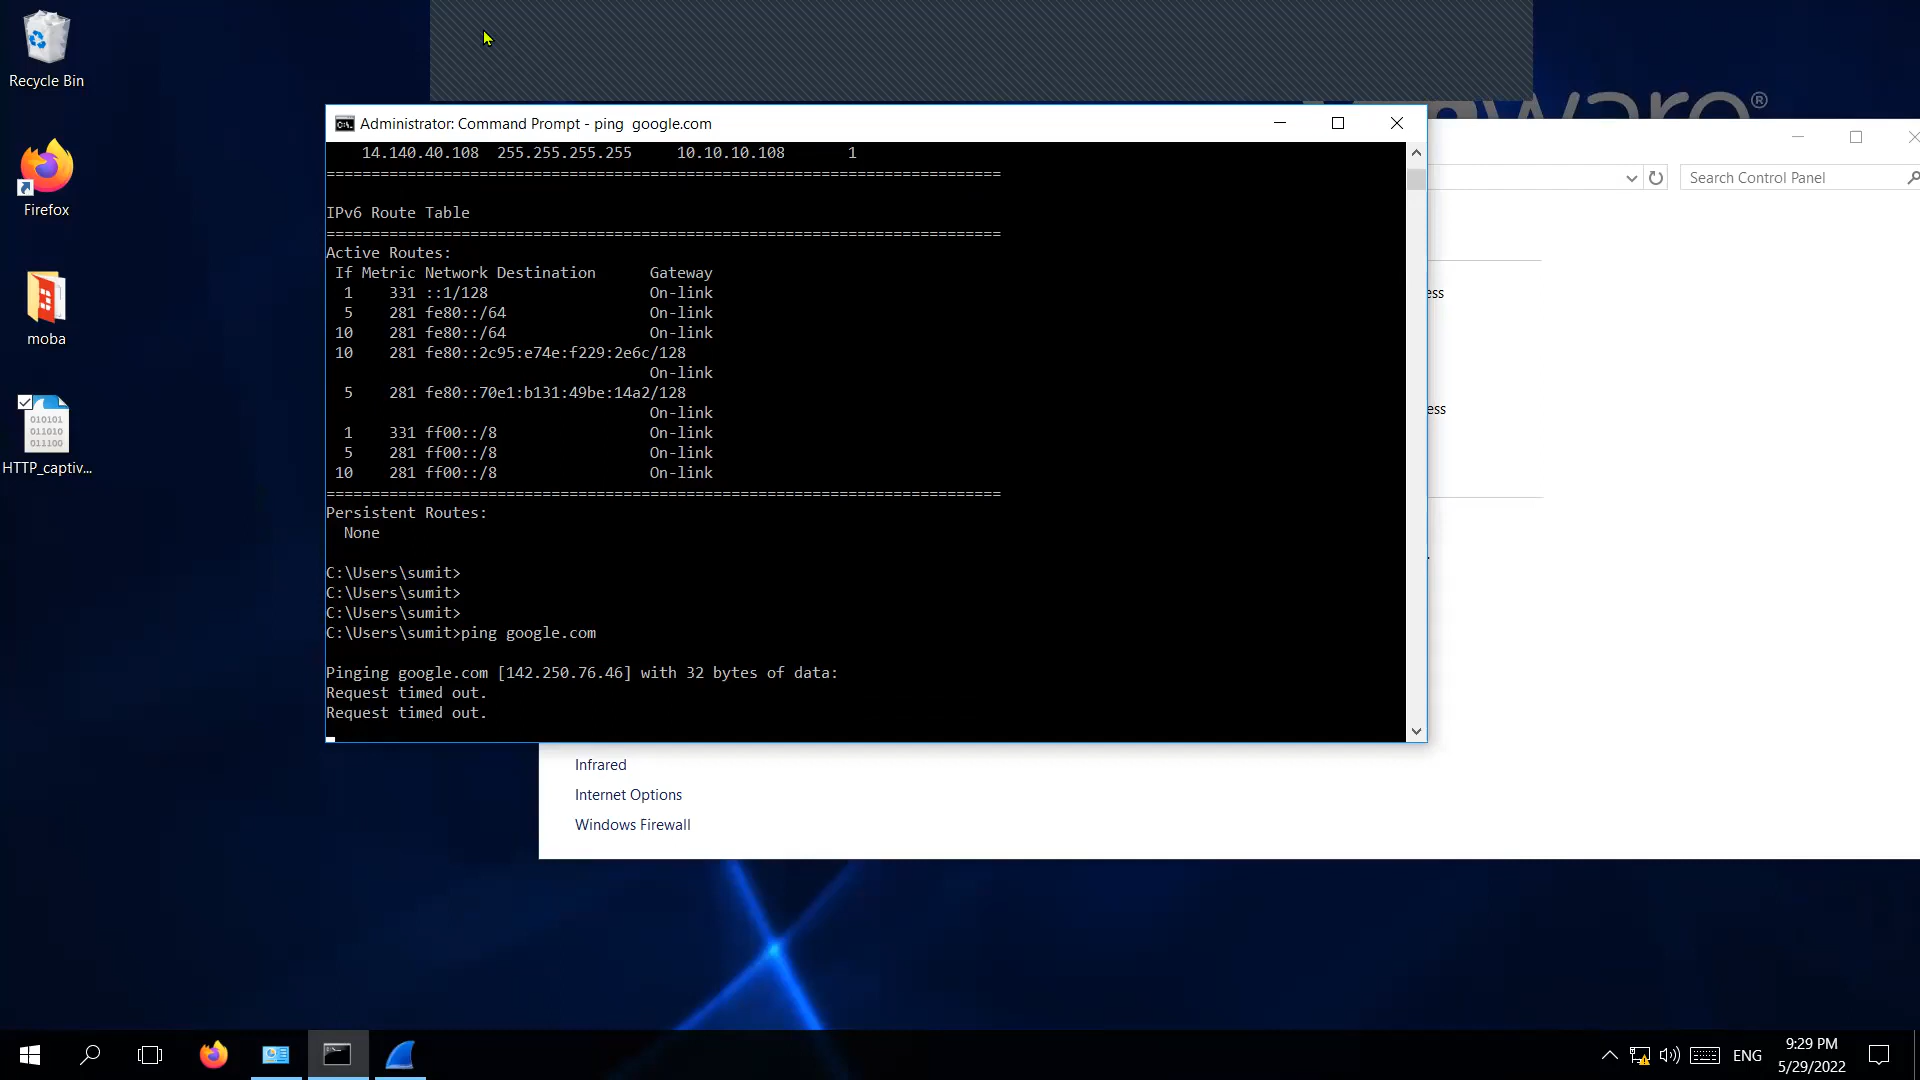 Recycle Bin
Firefox
moba
010101
011010
011100
HTTP_captiv...
®
Administrator: Command Prompt - ping  google.com
14.140.40.108  255.255.255.255     10.10.10.108       1
===========================================================================
IPv6 Route Table
===========================================================================
Active Routes:
 If Metric Network Destination      Gateway
  1    331 ::1/128                  On-link
  5    281 fe80::/64                On-link
 10    281 fe80::/64                On-link
 10    281 fe80::2c95:e74e:f229:2e6c/128
                                    On-link
  5    281 fe80::70e1:b131:49be:14a2/128
                                    On-link
  1    331 ff00::/8                 On-link
  5    281 ff00::/8                 On-link
 10    281 ff00::/8                 On-link
===========================================================================
Persistent Routes:
  None
C:\Users\sumit>
C:\Users\sumit>
C:\Users\sumit>
C:\Users\sumit>ping google.com
Pinging google.com [142.250.76.46] with 32 bytes of data:
Request timed out.
Request timed out.
Search Control Panel
ess
ess
Infrared
Internet Options
Windows Firewall
ENG
9:29 PM
5/29/2022